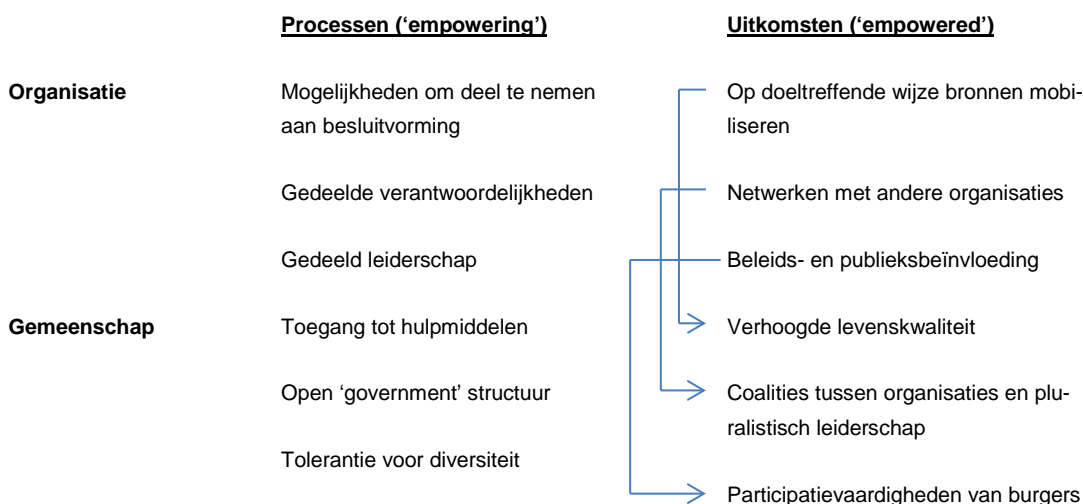 Processen (‘empowering’) Uitkomsten (‘empowered’)
Organisatie Mogelijkheden om deel te nemen Op doeltreffende wijze bronnen mobi-
aan besluitvorming liseren
Gedeelde verantwoordelijkheden Netwerken met andere organisaties
Gedeeld leiderschap Beleids- en publieksbeïnvloeding
Gemeenschap Toegang tot hulpmiddelen Verhoogde levenskwaliteit
Open ‘government’ structuur Coalities tussen organisaties en plu-
ralistisch leiderschap
Tolerantie voor diversiteit
Participatievaardigheden van burgers